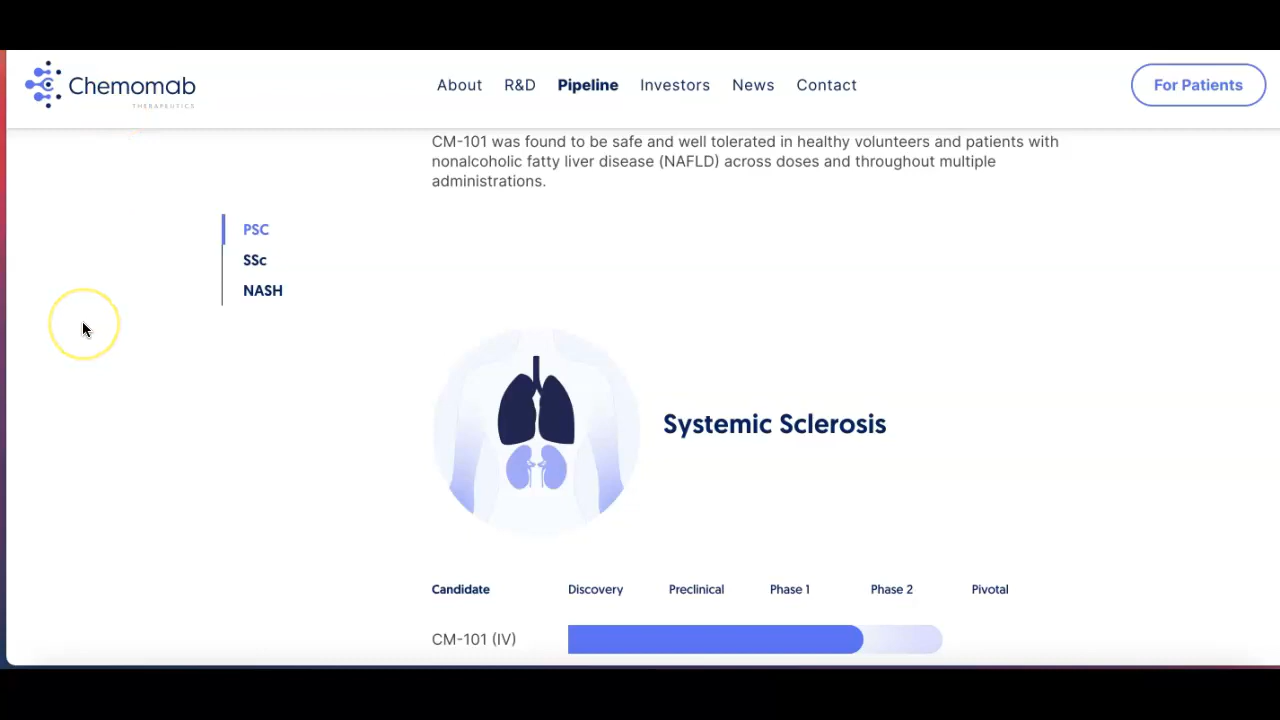 Chemomab
THERAPEUTICS
About R&D Pipeline Investors News Contact
For Patients
CM-101 was found to be safe and well tolerated in healthy volunteers and patients with
nonalcoholic fatty liver disease (NAFLD) across doses and throughout multiple
administrations.
PSC
SSc
NASH
Systemic Sclerosis
Candidate Discovery Preclinical Phase 1 Phase 2 Pivotal
CM-101 (IV)